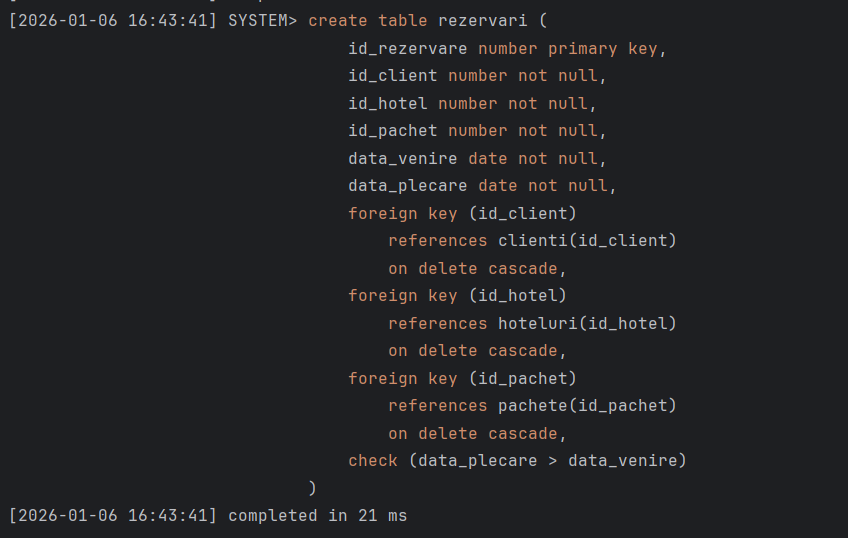 [2026-01-06 16:43:41] SYSTEM> create table rezervari (
id_rezervare number primary key,
id_client number not null,
id_hotel number not null,
id_pachet number not null,
data_venire date not null,
data_plecare date not null,
foreign key (id_client)
references clienti(id_client)
on delete cascade,
foreign key (id_hotel)
references hoteluri(id_hotel)
on delete cascade,
foreign key (id_pachet)
references pachete(id_pachet)
on delete cascade,
check (data_plecare > data_venire)
)
[2026-01-06 16:43:41] completed in 21 ms